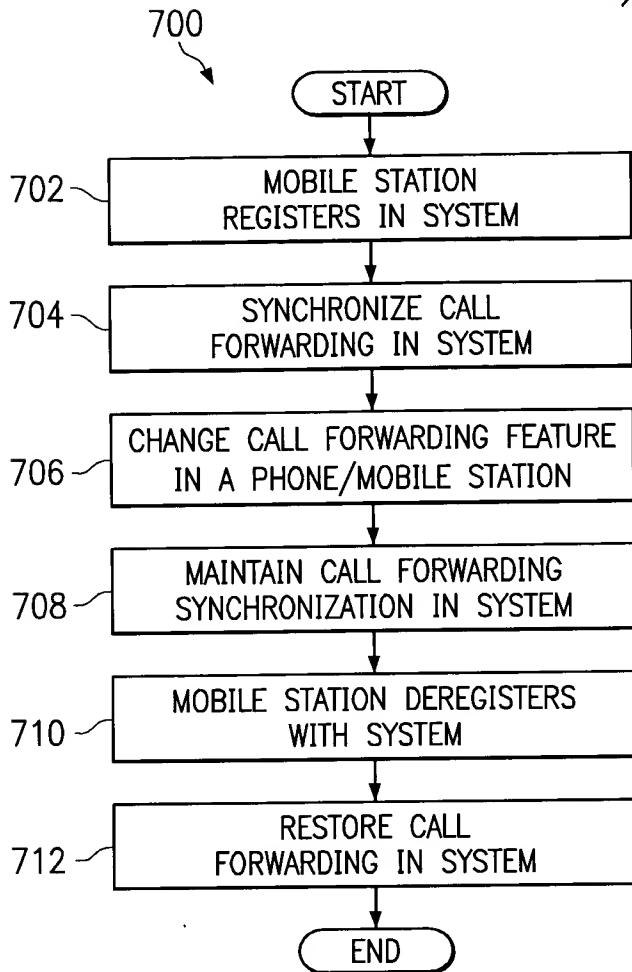 700
START
702
MOBILE STATION
REGISTERS IN SYSTEM
704
SYNCHRONIZE CALL
FORWARDING IN SYSTEM
706
CHANGE CALL FORWARDING FEATURE
IN A PHONE/MOBILE STATION
708
MAINTAIN CALL FORWARDING
SYNCHRONIZATION IN SYSTEM
710
MOBILE STATION DEREGISTERS
WITH SYSTEM
712
RESTORE CALL
FORWARDING IN SYSTEM
END